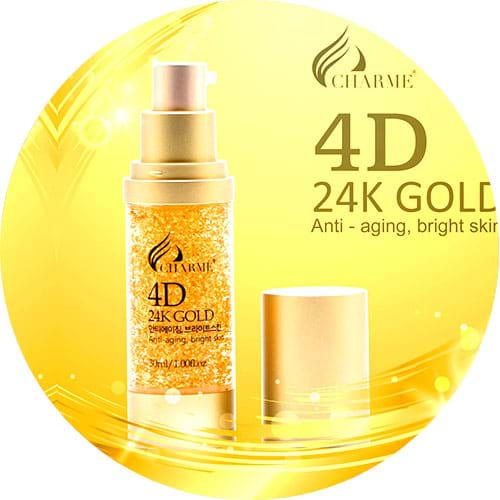 CHARME®
4D
24K GOLD
Anti - aging, bright skin
CHARME
4D
24K GOLD
안티에이징, 브라이트스킨
Anti-aging, bright skin
30ml/1.00fl.oz